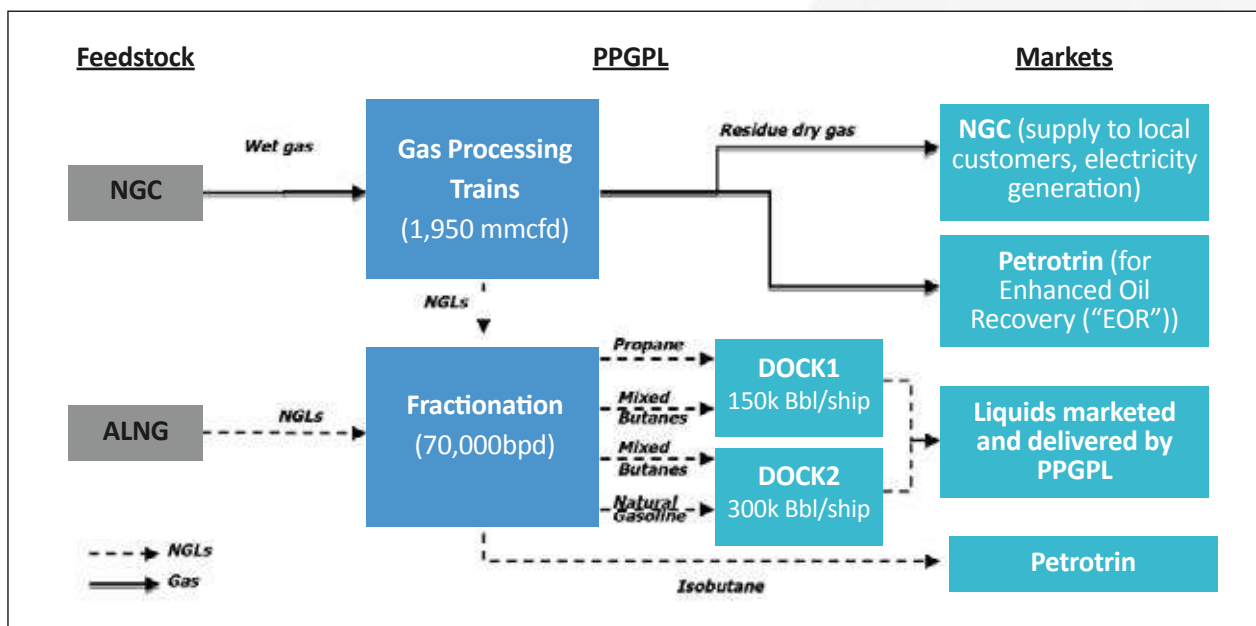 Feedstock
PPGPL
Markets
Wet gas
NGC
Gas Processing
Trains
(1,950 mmcfd)
Residue dry gas
NGC (supply to local
customers, electricity
generation)
Petrotrin (for
Enhanced Oil
Recovery (“EOR”))
NGLs
ALNG
NGLs
Fractionation
(70,000bpd)
Propane
Mixed
Butanes
Mixed
Butanes
Natural
Gasoline
DOCK1
150k Bbl/ship
DOCK2
300k Bbl/ship
Liquids marketed
and delivered by
PPGPL
NGLs
Gas
Isobutane
Petrotrin